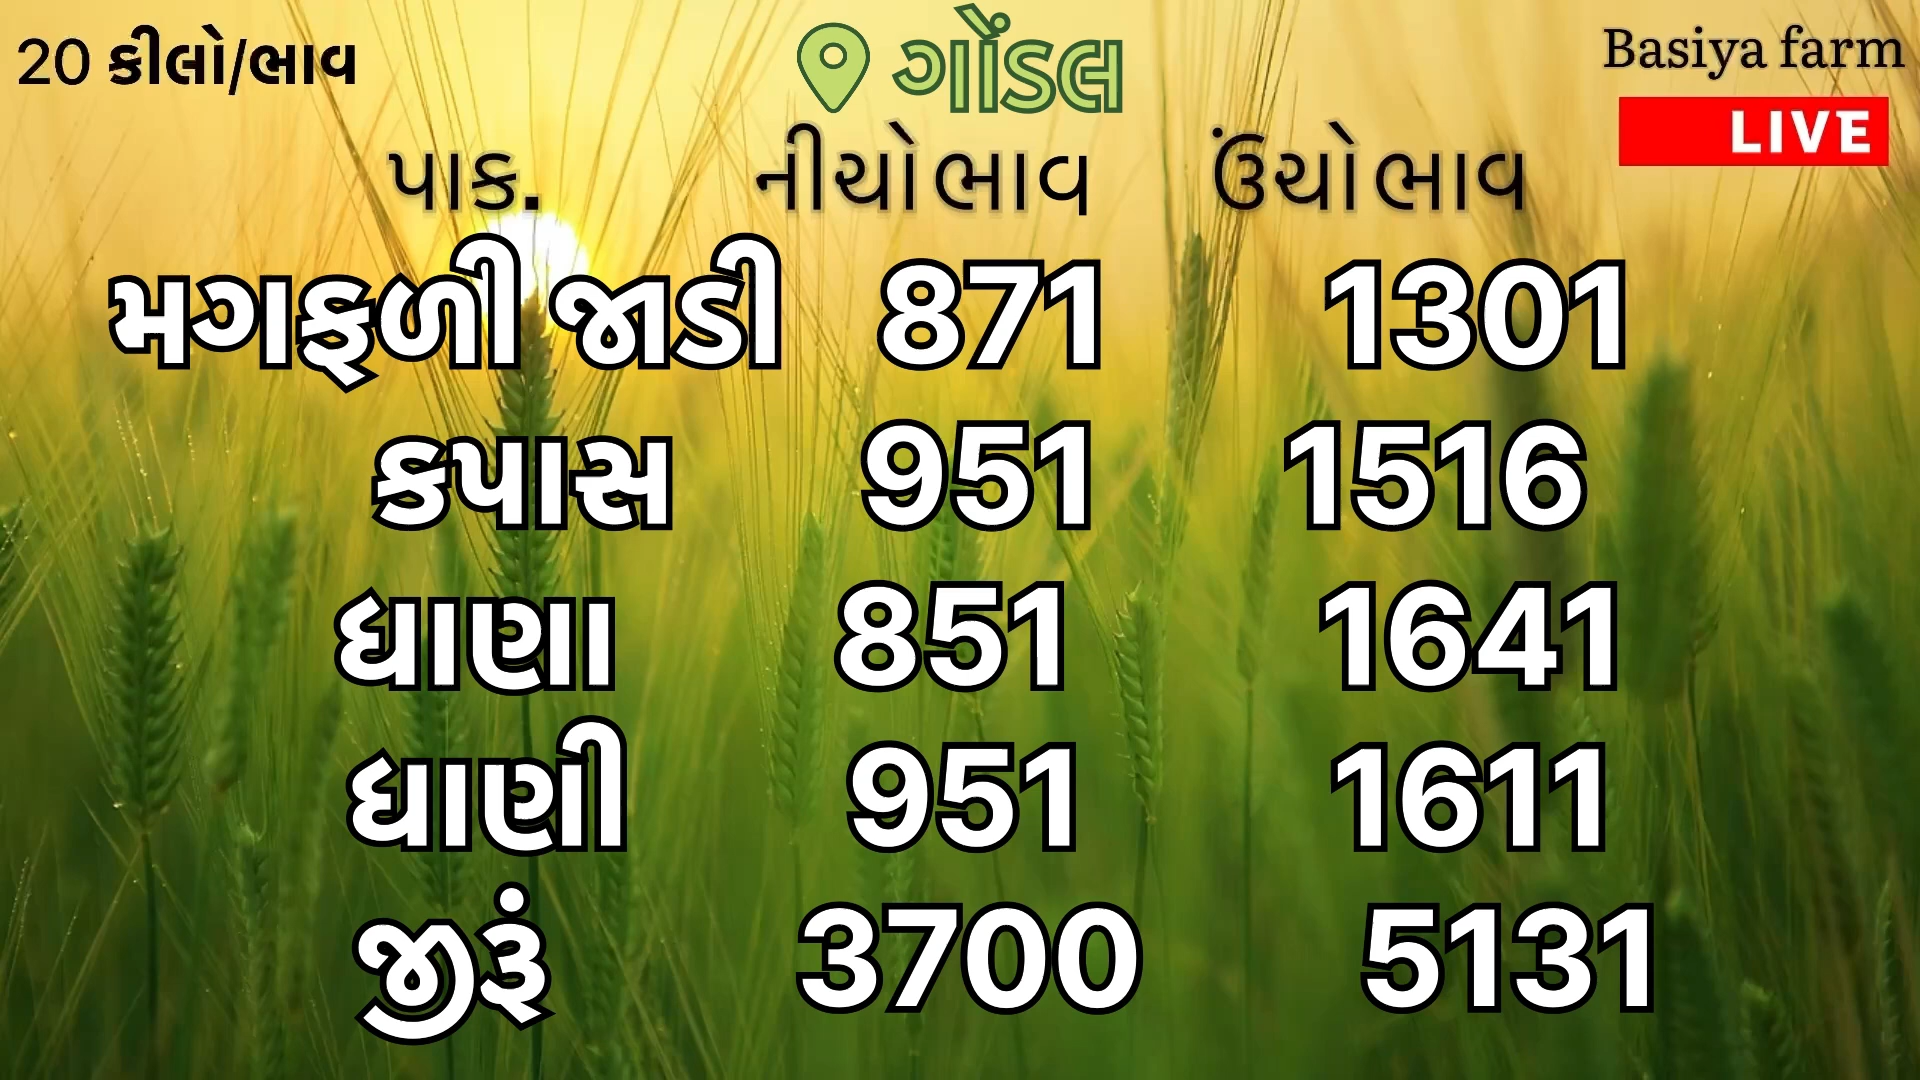 20 કીલો/ભાવ
ગોંડલ
Basiya farm
LIVE
પાક. નીચો ભાવ ઉંચો ભાવ
મગફળી જાડી 871 1301
કપાસ 951 1516
ધાણા 851 1641
ધાણી 951 1611
જીરૂં 3700 5131